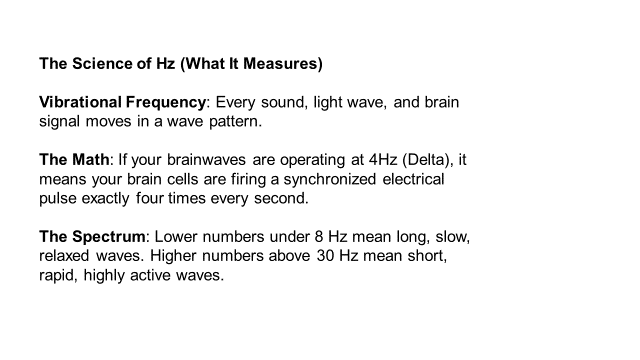 The Science of Hz (What It Measures)
Vibrational Frequency: Every sound, light wave, and brain
signal moves in a wave pattern.
The Math: If your brainwaves are operating at 4Hz (Delta), it
means your brain cells are firing a synchronized electrical
pulse exactly four times every second.
The Spectrum: Lower numbers under 8 Hz mean long, slow,
relaxed waves. Higher numbers above 30 Hz mean short,
rapid, highly active waves.